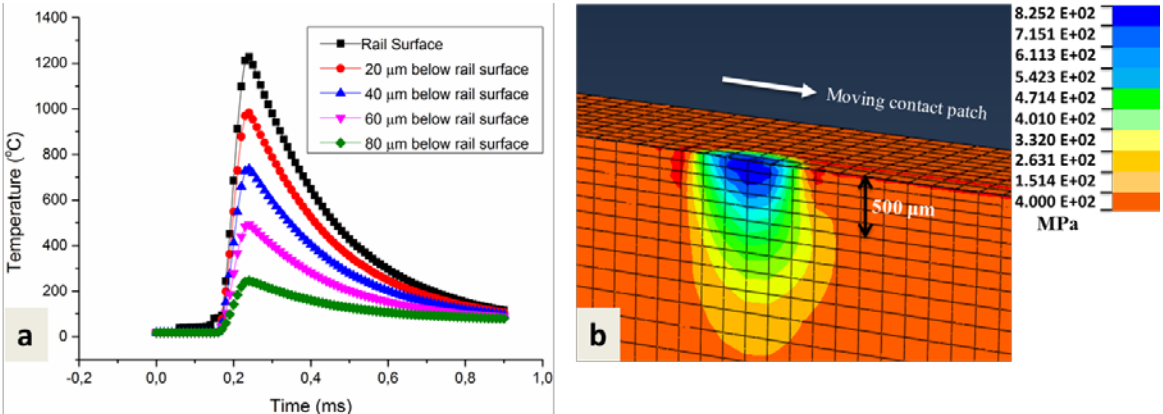 1400
1200
1000
800
600
400
200
0
Temperature (°C)
-0,2
0,0
0,2
0,4
0,6
0,8
1,0
Time (ms)
Rail Surface
20 μm below rail surface
40 μm below rail surface
60 μm below rail surface
80 μm below rail surface
a
Moving contact patch
500 μm
b
8.252 E+02
7.151 E+02
6.113 E+02
5.423 E+02
4.714 E+02
4.010 E+02
3.320 E+02
2.631 E+02
1.514 E+02
4.000 E+02
MPa